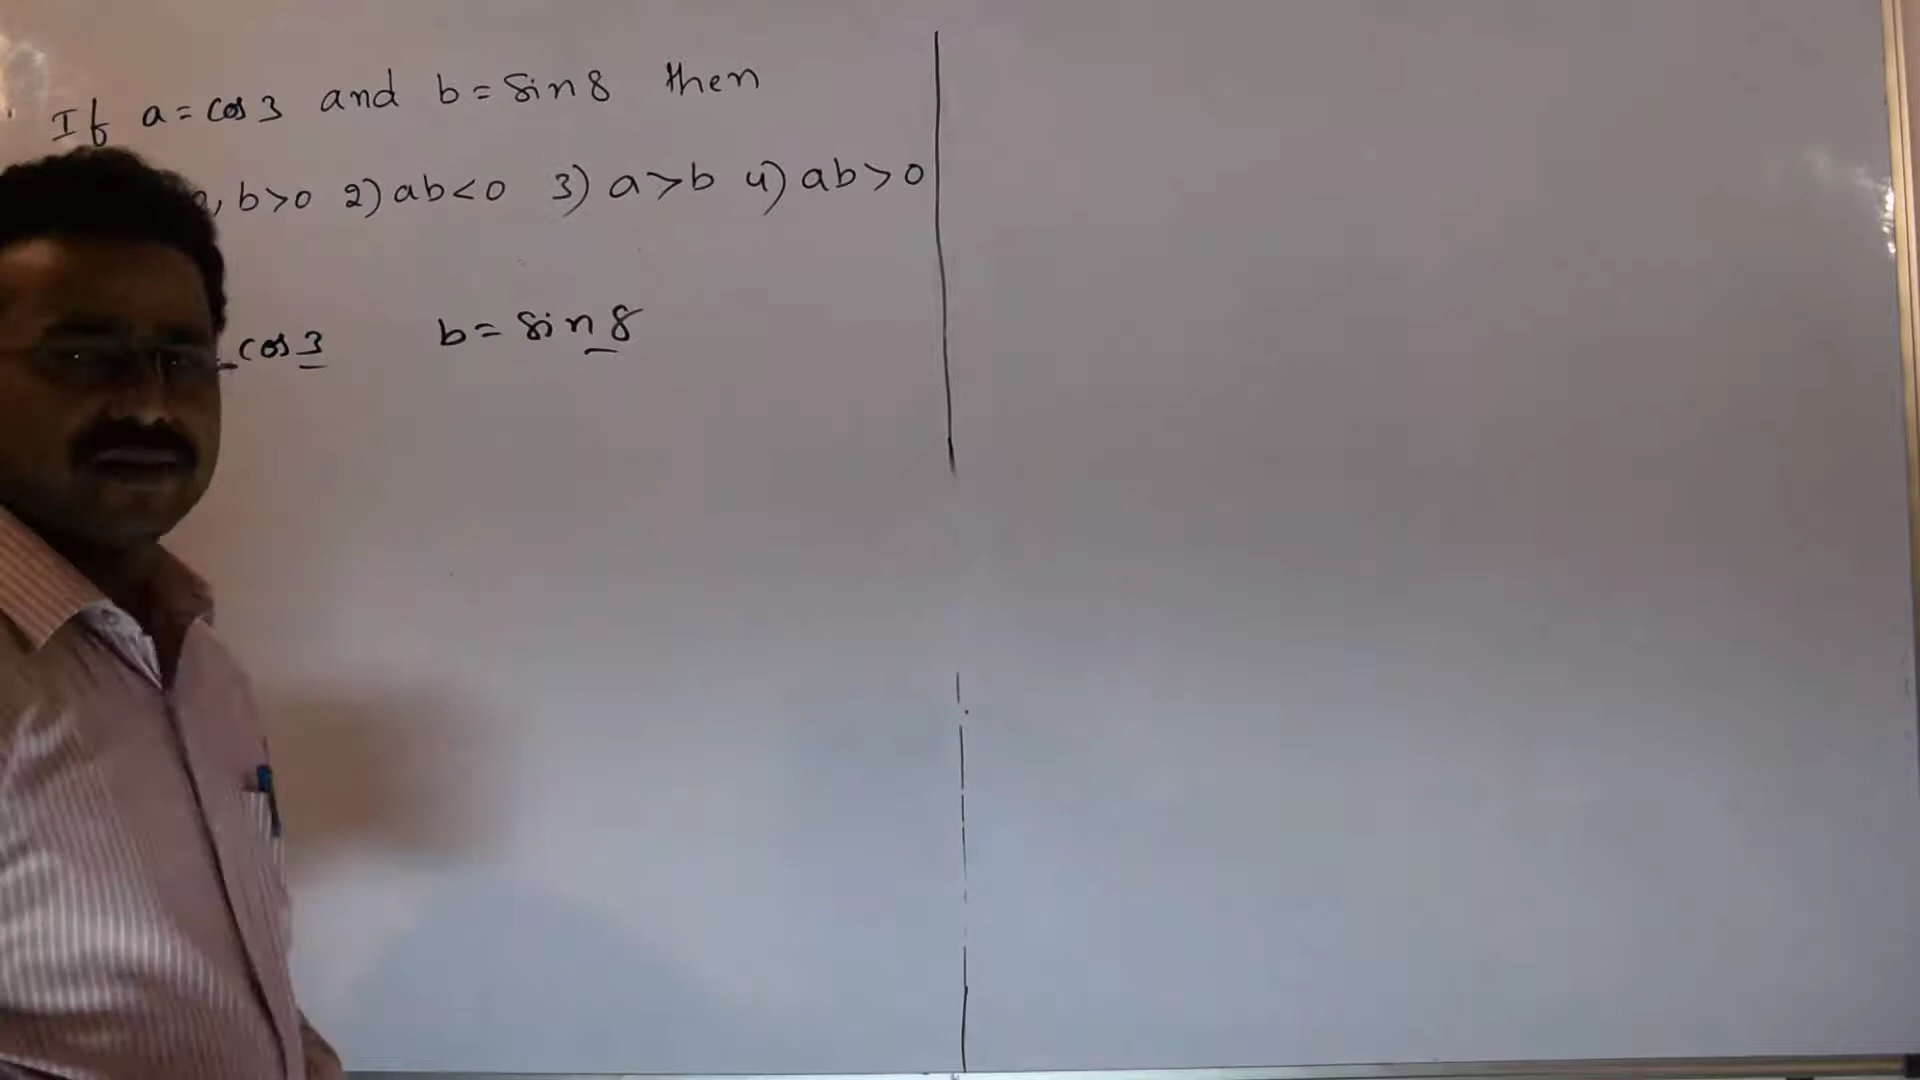 If a = cos 3 and b = sin 8 then
, b>0 2) ab<0 3) a>b 4) ab>0
cos 3 b = sin 8